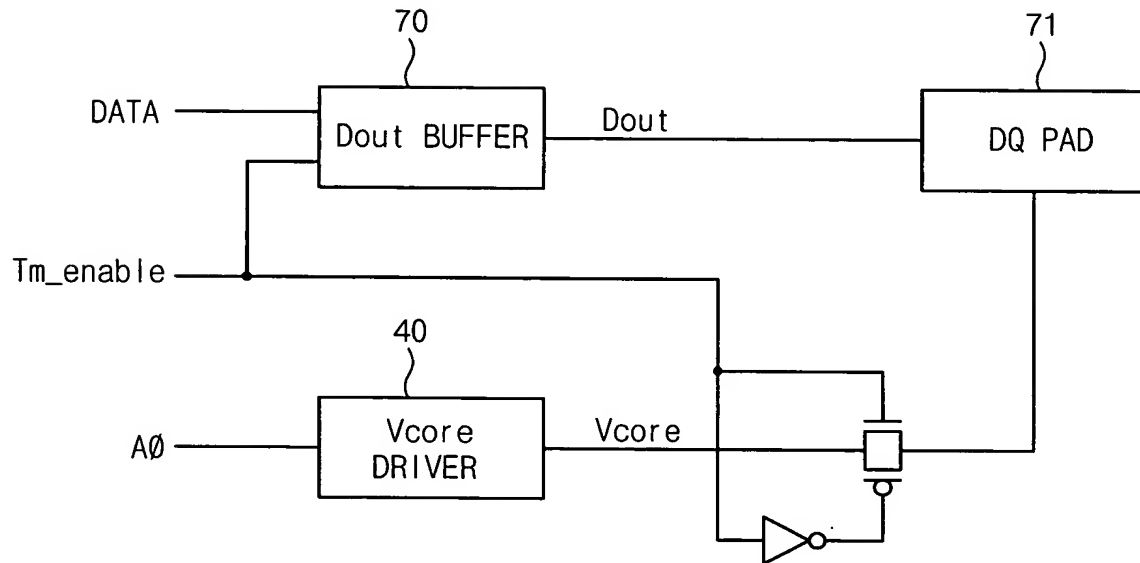 70
71
DATA
Dout BUFFER
Dout
DQ PAD
Tm_enable
40
AØ
Vcore
DRIVER
Vcore